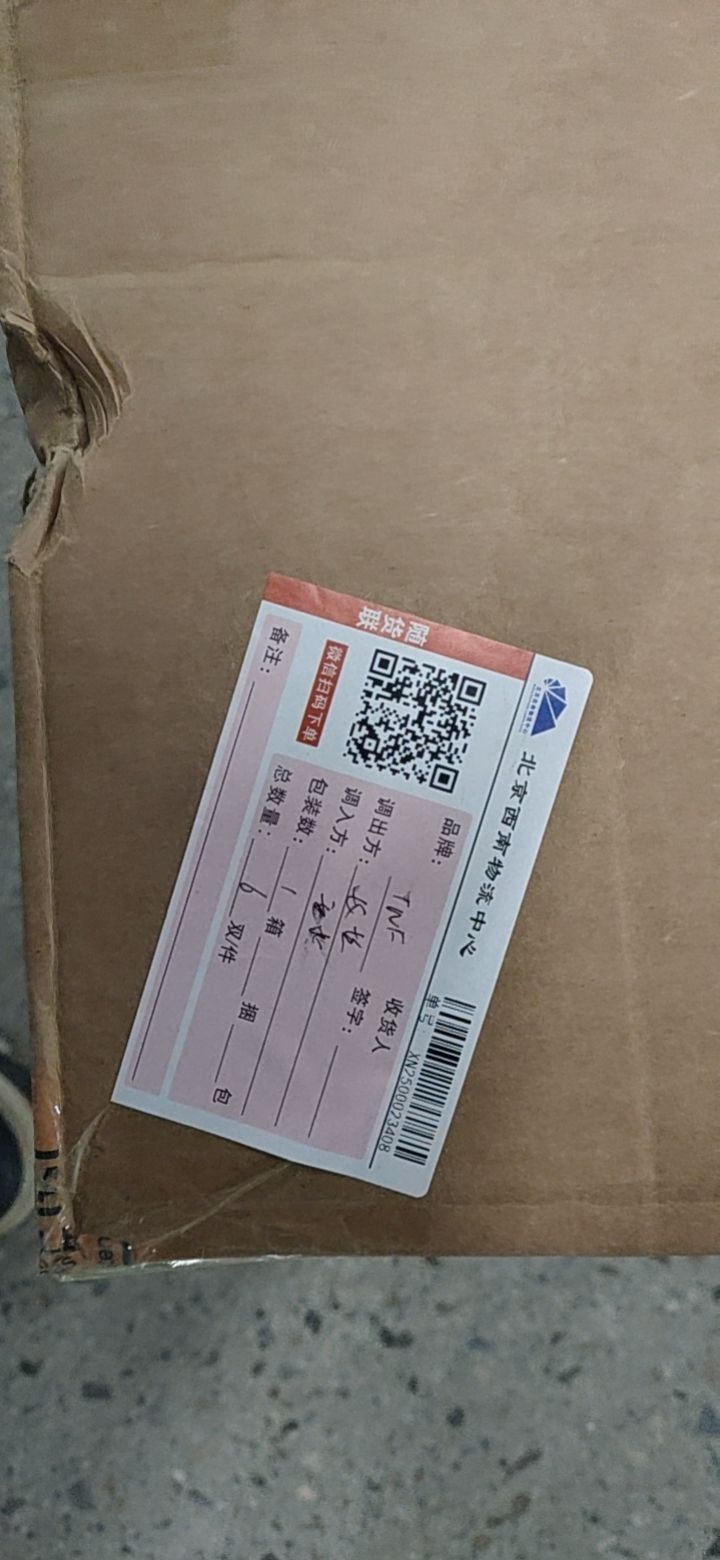 北京西南物流中心
单号: XN2500023408
随货联
微信扫码下单
品牌: TNF 收货人
调出方: 签字:
调入方:
包装数: 1 箱 捆 包
总数量: 6 双/件
备注: